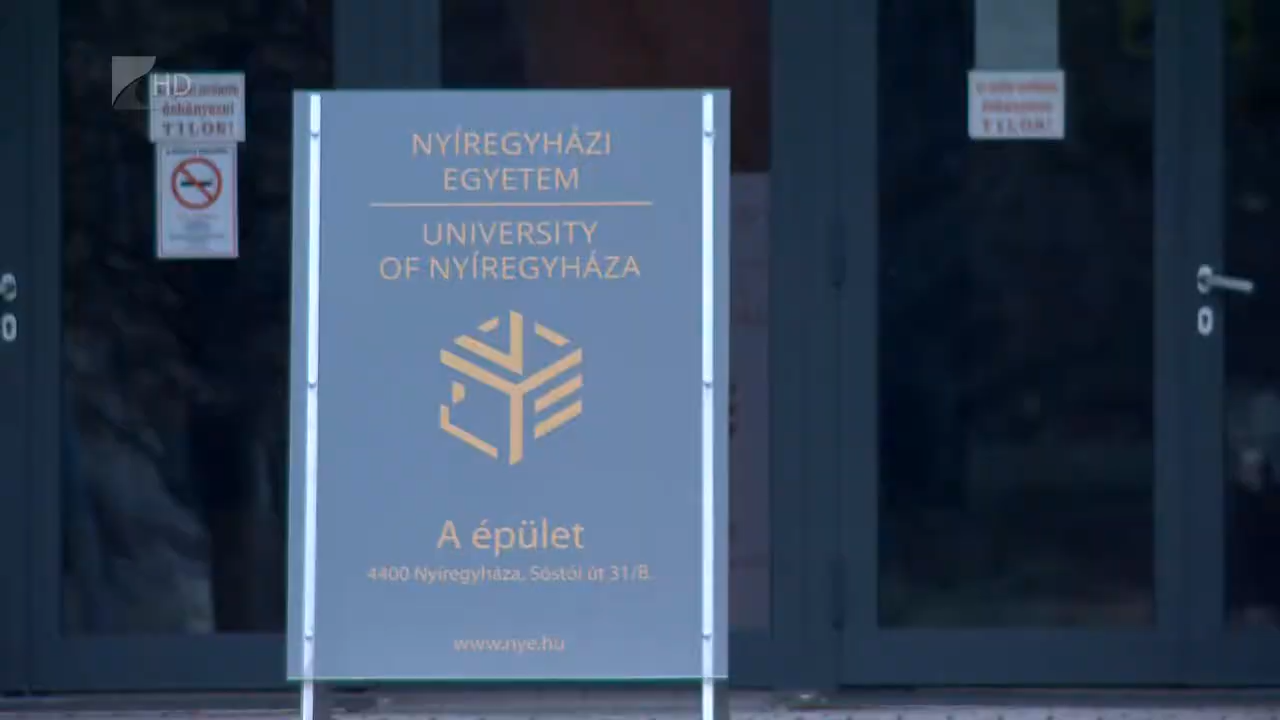 HD
TILOS!
NYÍREGYHÁZI
EGYETEM
UNIVERSITY
OF NYÍREGYHÁZA
A épület
4400 Nyíregyháza, Sóstói út 31/B.
www.nye.hu
TILOS!